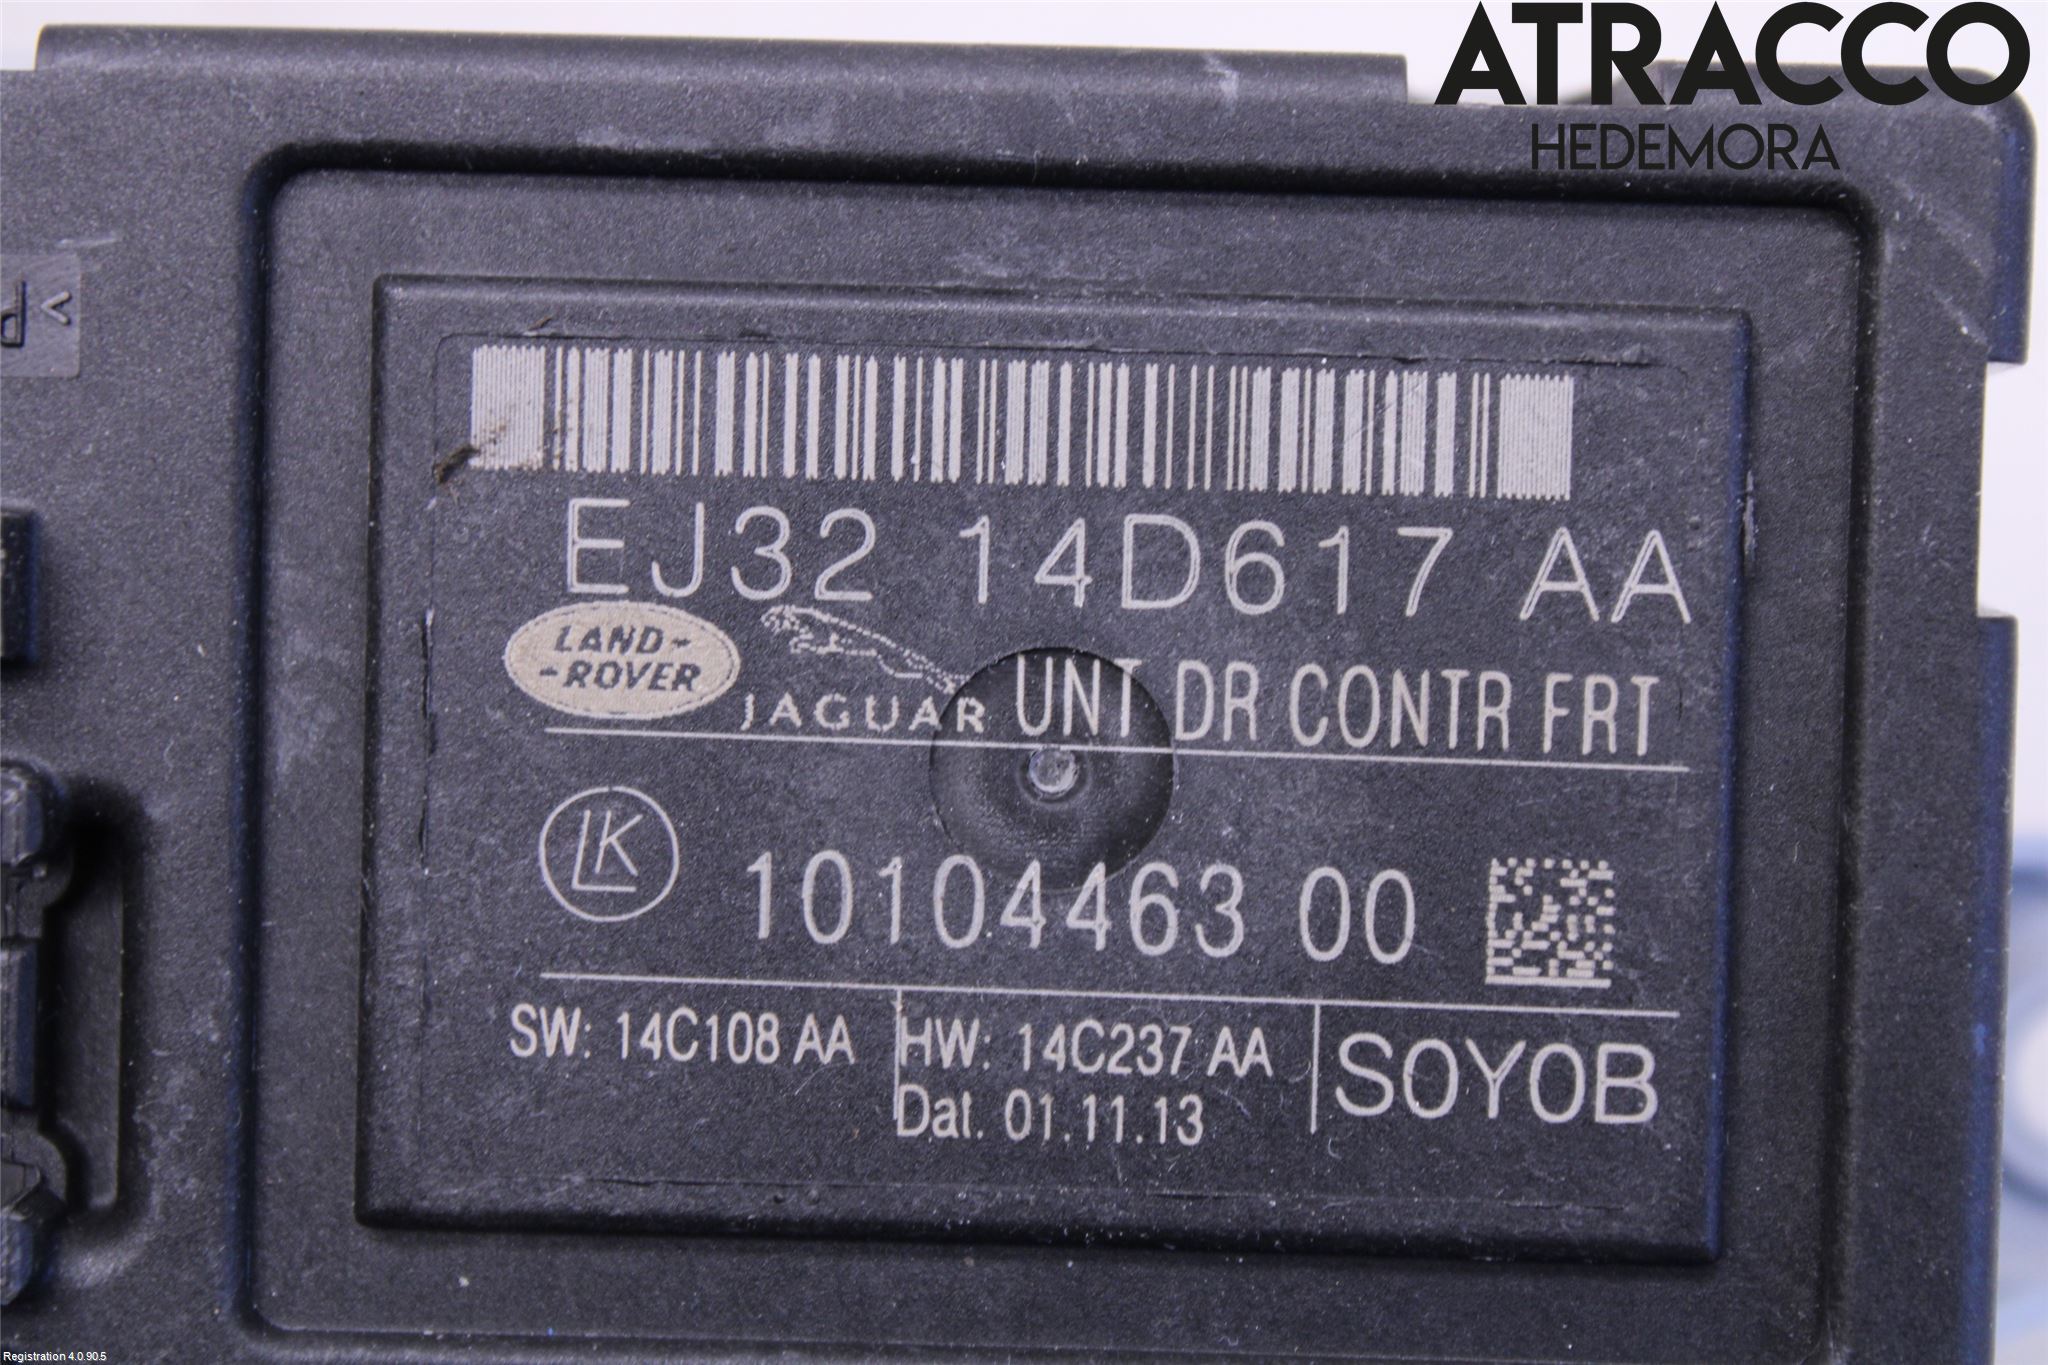 ATRACCO
HEDEMORA
>P
EJ32 14D617 AA
LAND-
-ROVER
JAGUAR
UNT DR CONTR FRT
LK
10104463 00
SW: 14C108 AA
HW: 14C237 AA
Dat. 01.11.13
SOYOB
Registration 4.0.90.5